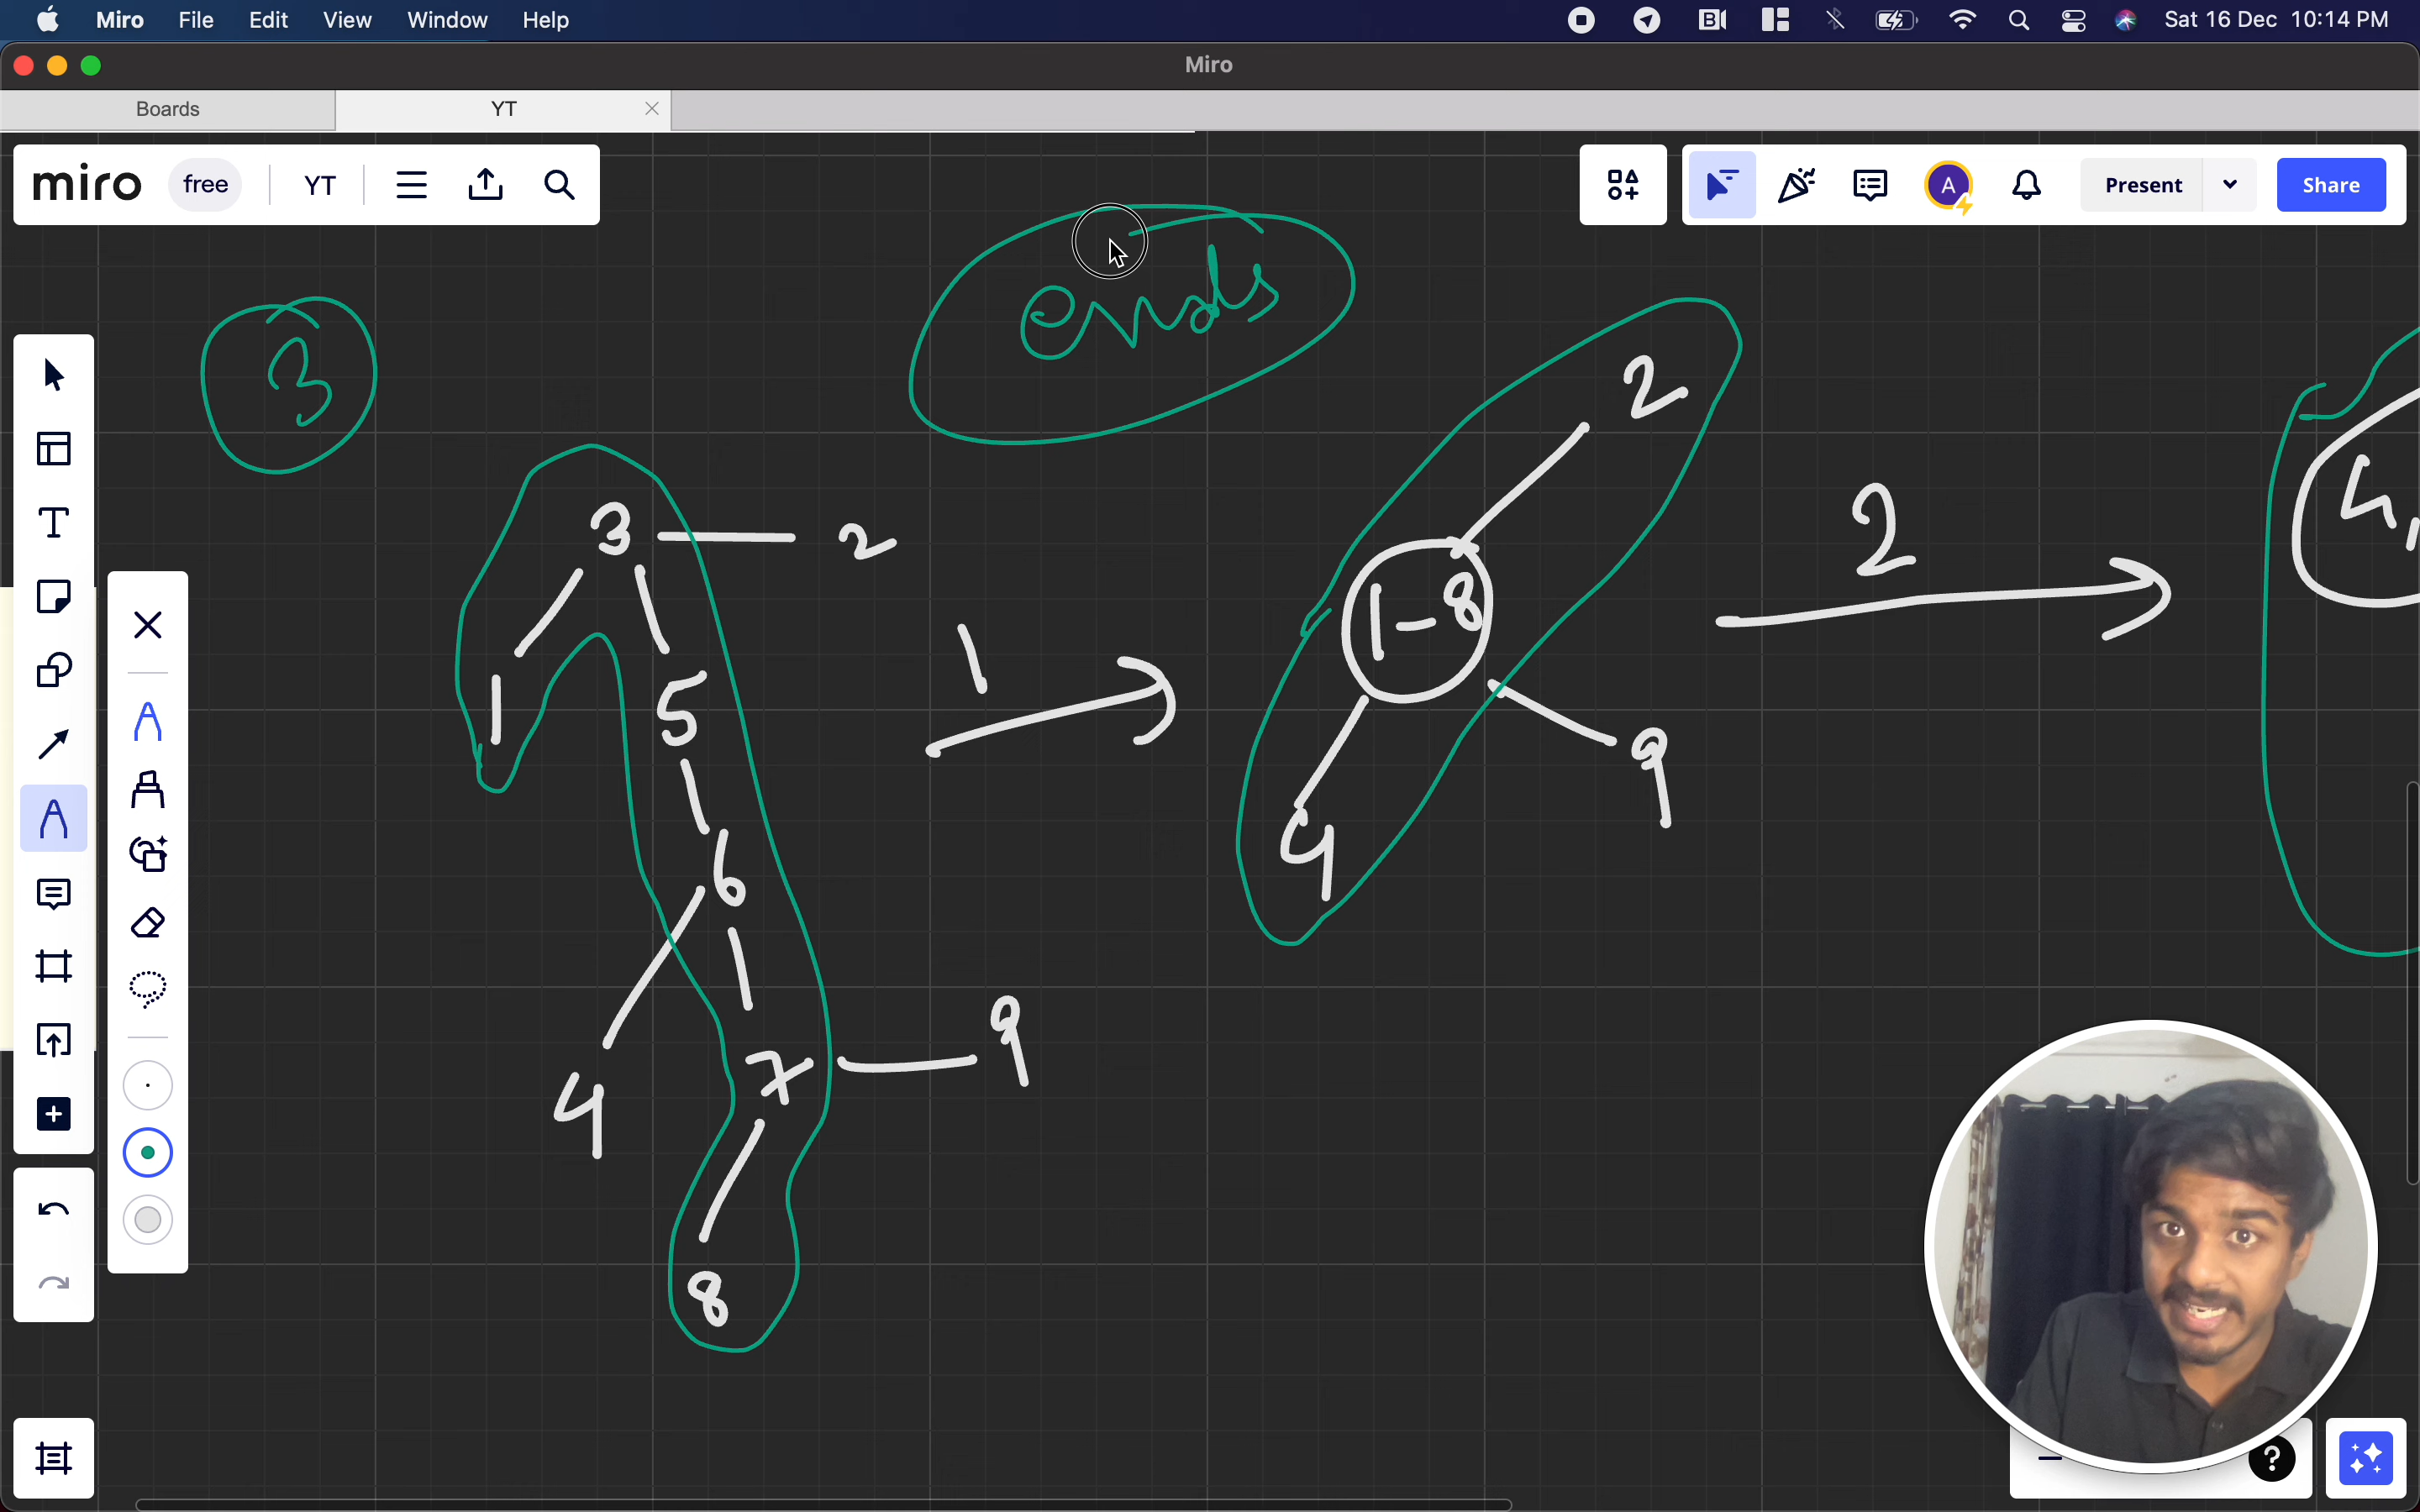 Miro File Edit View Window Help Sat 16 Dec 10:14 PM
Miro
Boards YT
miro free YT A Present Share
ends
3
2
3 2
2
4,
1-8
1
1 5
9
6
4
9
7
4
8
T
?